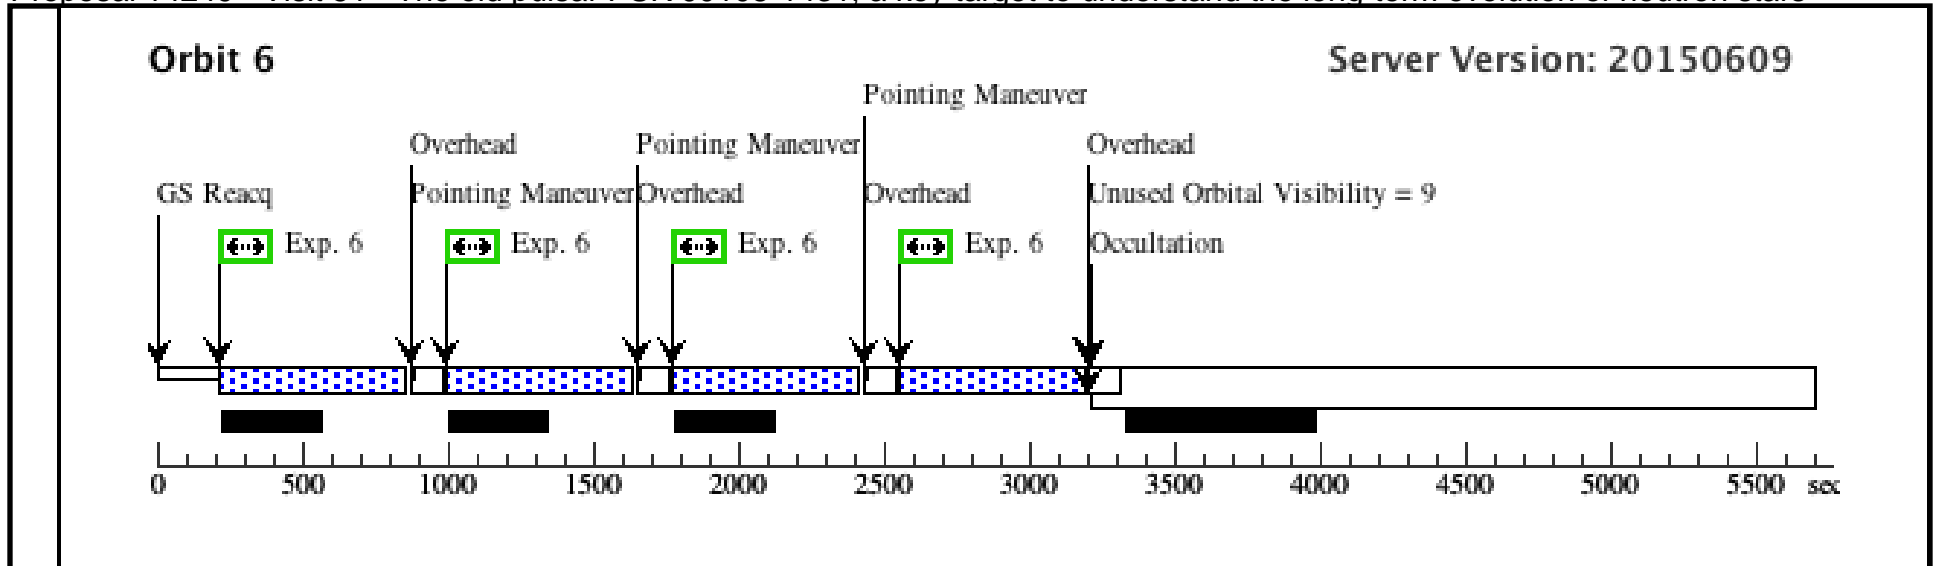 Orbit 6
Server Version: 20150609
Pointing Maneuver
Overhead
Pointing Maneuver
Overhead
GS Reacq
Pointing Maneuver
Overhead
Overhead
Unused Orbital Visibility = 9
Exp. 6
Exp. 6
Exp. 6
Exp. 6
Occultation
0 500 1000 1500 2000 2500 3000 3500 4000 4500 5000 5500 sec